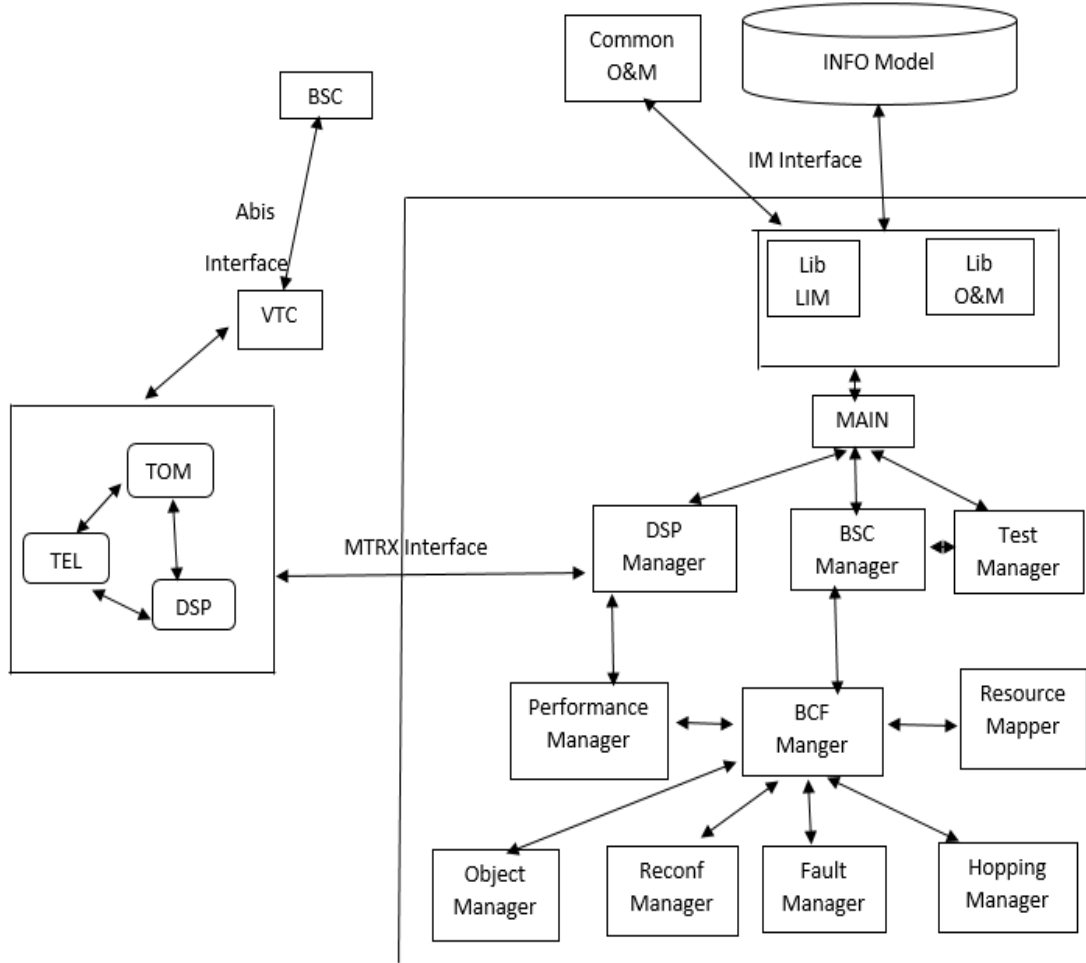 Common
O&M
INFO Model
BSC
IM Interface
Abis
Interface
VTC
Lib
LIM
Lib
O&M
MAIN
TOM
TEL
DSP
MTRX Interface
DSP
Manager
BSC
Manager
Test
Manager
Performance
Manager
BCF
Manger
Resource
Mapper
Object
Manager
Reconf
Manager
Fault
Manager
Hopping
Manager